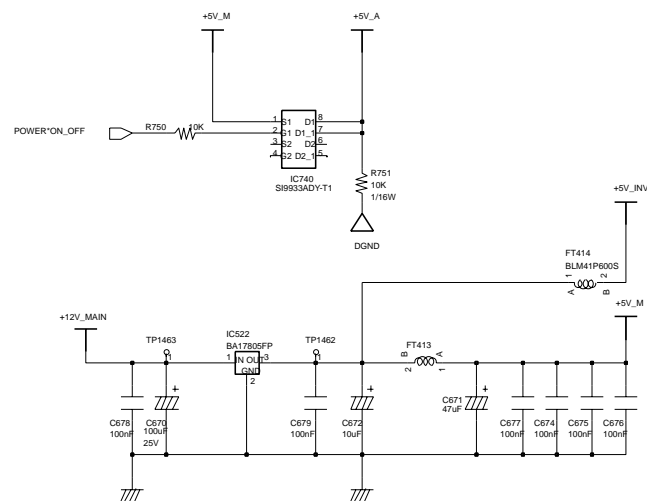 +5V_M
+5V_A
POWER*ON_OFF
R750
10K
1 S1 D1 8
2 G1 D1_1 7
3 S2 D2 6
4 G2 D2_1 5
IC740
SI9933ADY-T1
R751
10K
1/16W
DGND
+5V_INV
FT414
BLM41P600S
1 2
A B
+12V_MAIN
TP1463
1
IC522
BA17805FP
1 IN OUT 3
GND
2
TP1462
1
FT413
B A
2 1
+5V_M
C678
100nF
C670
100uF
25V
C679
100nF
C672
10uF
C671
47uF
C677
100nF
C674
100nF
C675
100nF
C676
100nF